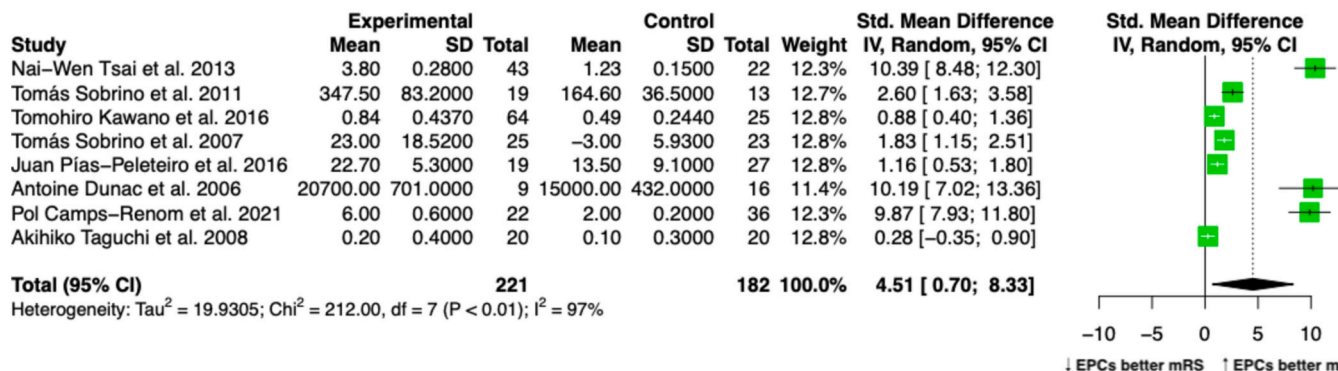 Experimental Control Std. Mean Difference Std. Mean Difference
Study Mean SD Total Mean SD Total Weight IV, Random, 95% CI IV, Random, 95% CI
Nai−Wen Tsai et al. 2013 3.80 0.2800 43 1.23 0.1500 22 12.3% 10.39 [ 8.48; 12.30]
Tomás Sobrino et al. 2011 347.50 83.2000 19 164.60 36.5000 13 12.7% 2.60 [ 1.63; 3.58]
Tomohiro Kawano et al. 2016 0.84 0.4370 64 0.49 0.2440 25 12.8% 0.88 [ 0.40; 1.36]
Tomás Sobrino et al. 2007 23.00 18.5200 25 −3.00 5.9300 23 12.8% 1.83 [ 1.15; 2.51]
Juan Pías−Peleteiro et al. 2016 22.70 5.3000 19 13.50 9.1000 27 12.8% 1.16 [ 0.53; 1.80]
Antoine Dunac et al. 2006 20700.00 701.0000 9 15000.00 432.0000 16 11.4% 10.19 [ 7.02; 13.36]
Pol Camps−Renom et al. 2021 6.00 0.6000 22 2.00 0.2000 36 12.3% 9.87 [ 7.93; 11.80]
Akihiko Taguchi et al. 2008 0.20 0.4000 20 0.10 0.3000 20 12.8% 0.28 [−0.35; 0.90]
Total (95% CI) 221 182 100.0% 4.51 [ 0.70; 8.33]
Heterogeneity: Tau² = 19.9305; Chi² = 212.00, df = 7 (P < 0.01); I² = 97%
−10 −5 0 5 10
↓ EPCs better mRS ↑ EPCs better m